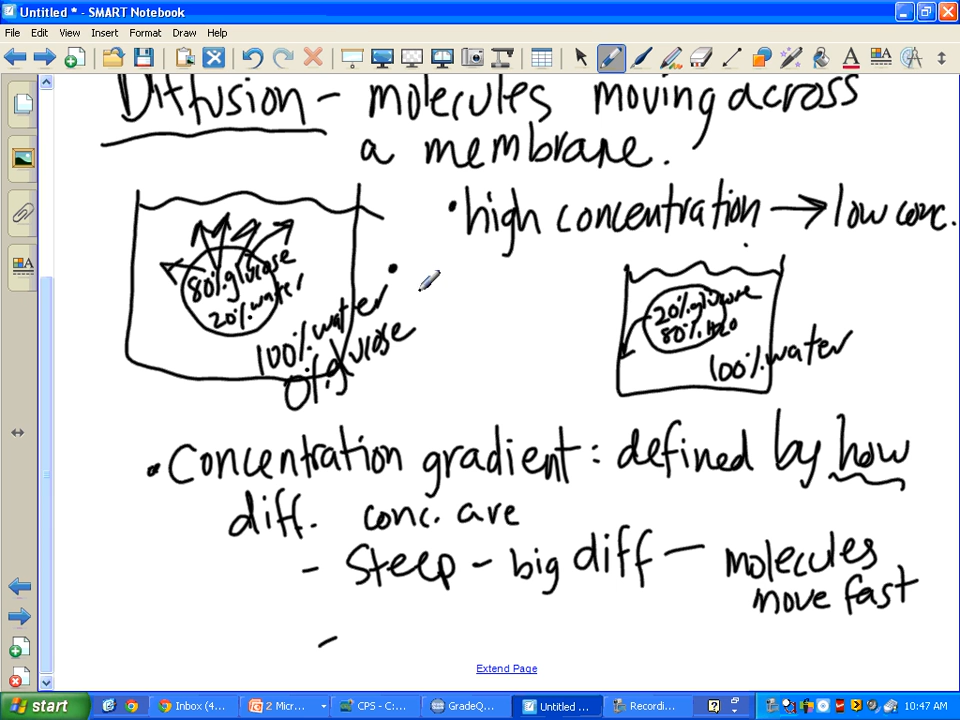 Untitled * - SMART Notebook
File Edit View Insert Format Draw Help
Diffusion - molecules moving across
a membrane.
• high concentration → low conc.
80% glucose
20% water
100% water
0% glucose
20% glucose
80% H2O
100% water
• Concentration gradient: defined by how
diff. conc. are
- Steep - big diff - molecules
move fast
-
Extend Page
start Inbox (4... 2 Micr... CPS - C:... GradeQ... Untitled ... Recordi... 10:47 AM